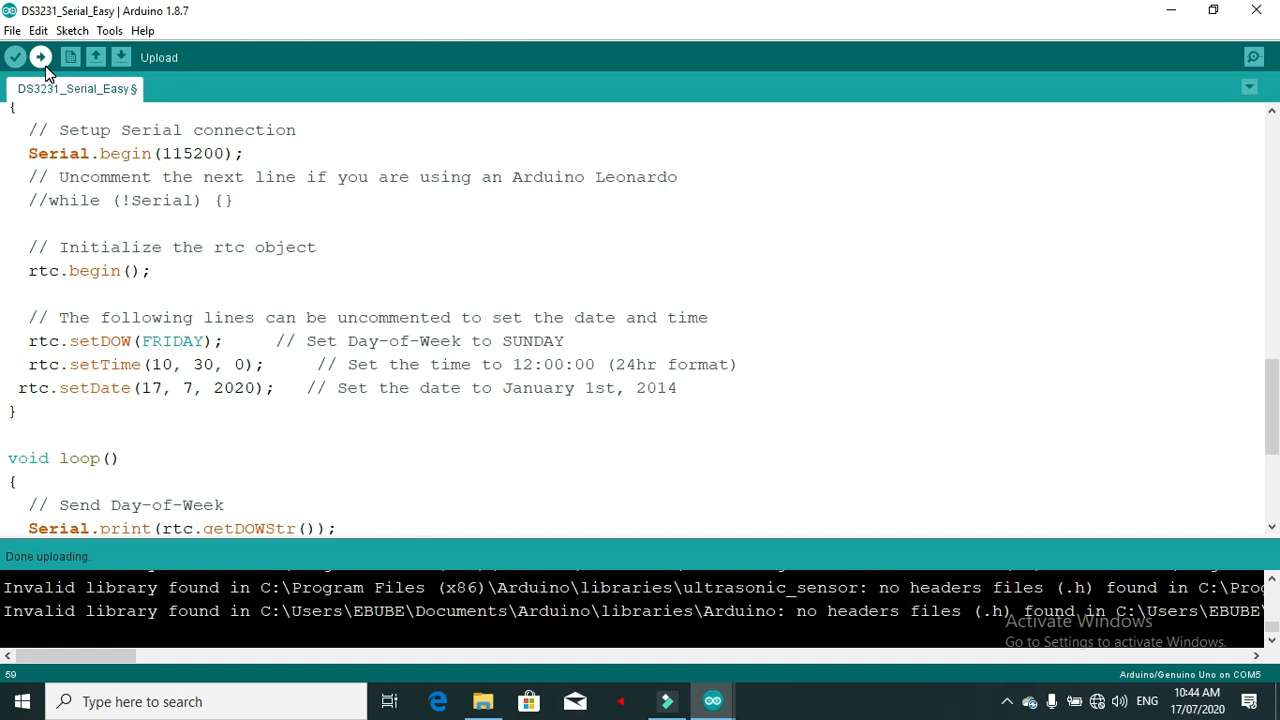 DS3231_Serial_Easy | Arduino 1.8.7
File Edit Sketch Tools Help
Upload
DS3231_Serial_Easy §
{
// Setup Serial connection
Serial.begin(115200);
// Uncomment the next line if you are using an Arduino Leonardo
//while (!Serial) {}
// Initialize the rtc object
rtc.begin();
// The following lines can be uncommented to set the date and time
rtc.setDOW(FRIDAY); // Set Day-of-Week to SUNDAY
rtc.setTime(10, 30, 0); // Set the time to 12:00:00 (24hr format)
rtc.setDate(17, 7, 2020); // Set the date to January 1st, 2014
}
void loop()
{
// Send Day-of-Week
Serial.print(rtc.getDOWStr());
Done uploading.
Invalid library found in C:\Program Files (x86)\Arduino\libraries\ultrasonic_sensor: no headers files (.h) found in C:\Prog
Invalid library found in C:\Users\EBUBE\Documents\Arduino\libraries\Arduino: no headers files (.h) found in C:\Users\EBUBE
Activate Windows
Go to Settings to activate Windows.
59
Arduino/Genuino Uno on COM5
Type here to search
ENG
10:44 AM
17/07/2020